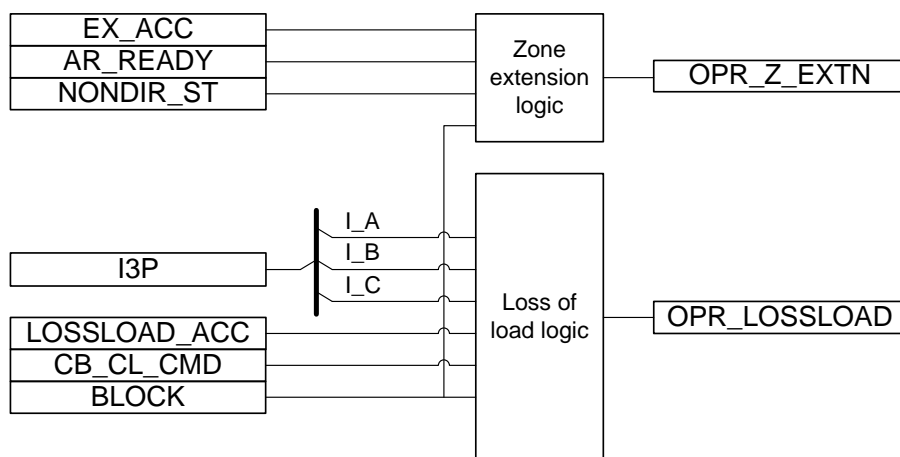 EX_ACC
AR_READY
NONDIR_ST
Zone
extension
logic
OPR_Z_EXTN
I3P
I_A
I_B
I_C
LOSSLOAD_ACC
CB_CL_CMD
BLOCK
Loss of
load logic
OPR_LOSSLOAD